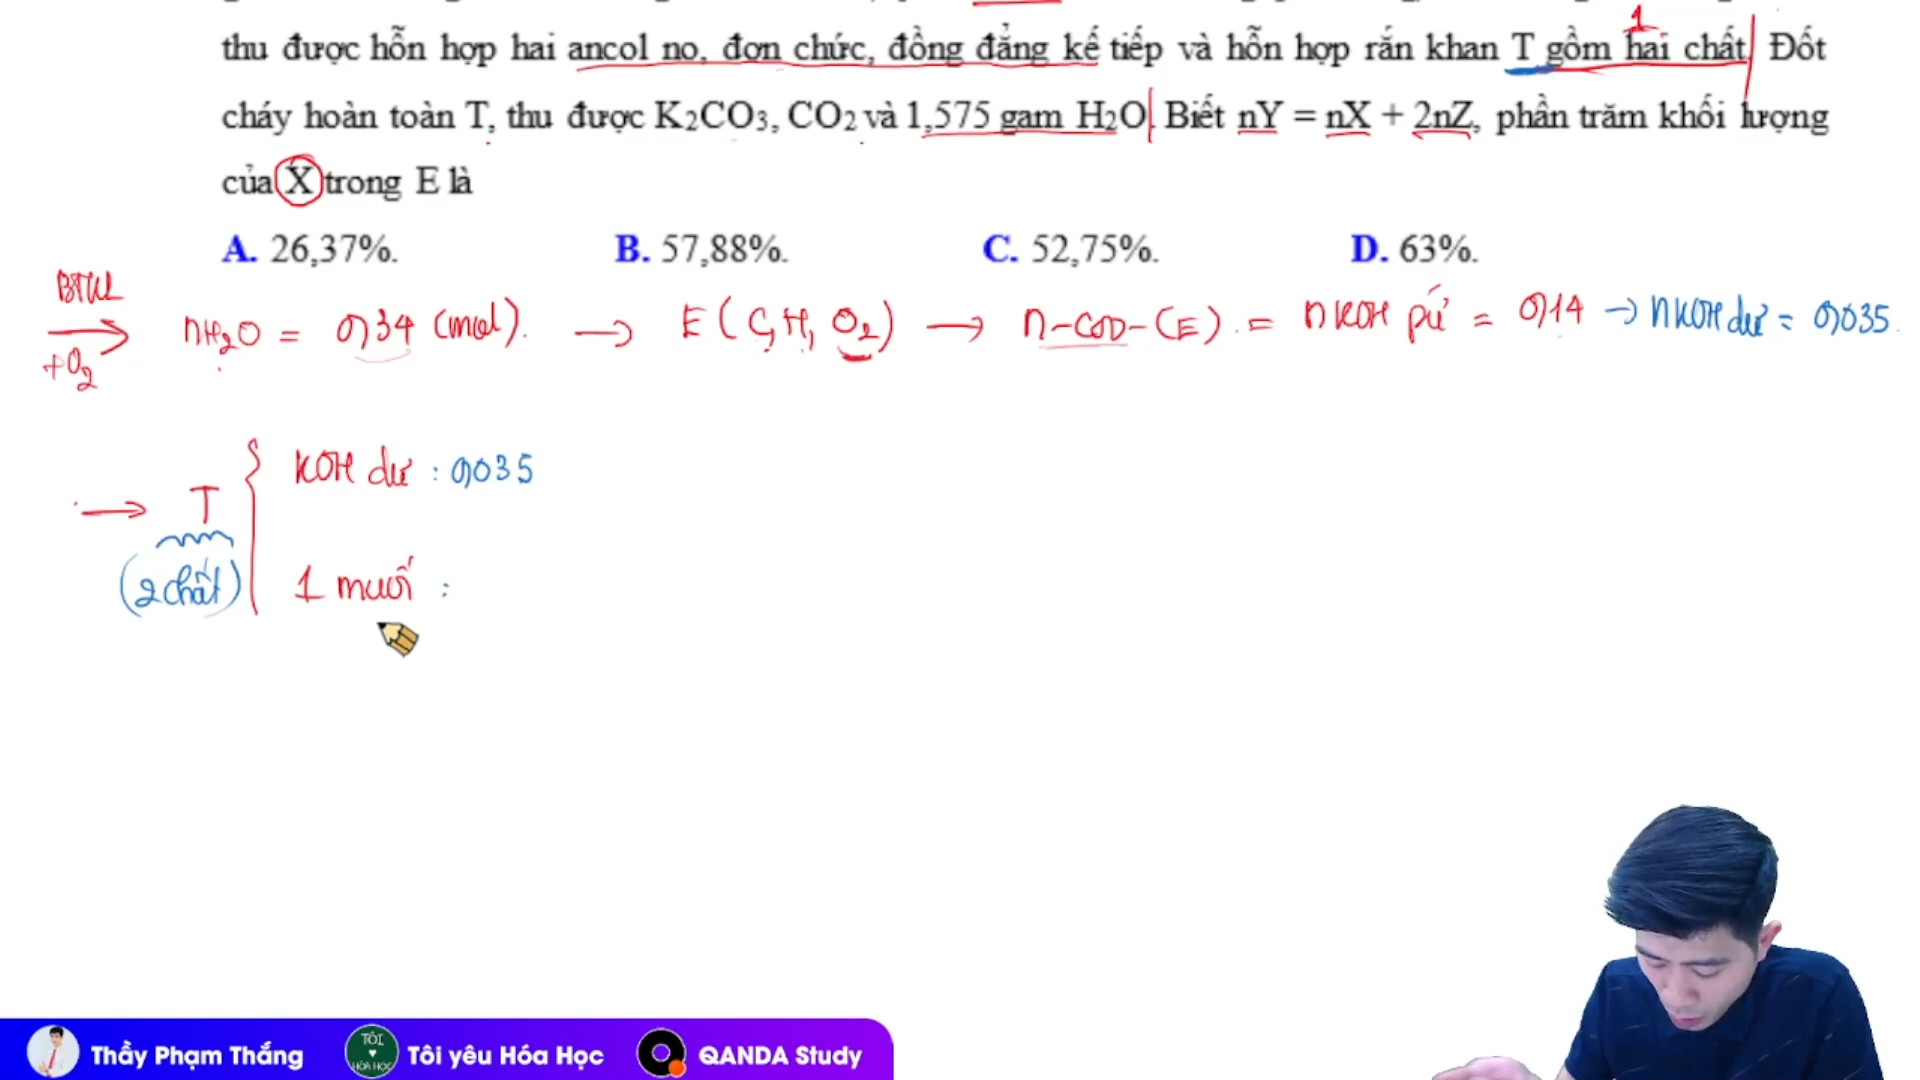 thu được hỗn hợp hai ancol no, đơn chức, đồng đẳng kế tiếp và hỗn hợp rắn khan T gồm hai chất. Đốt
1
cháy hoàn toàn T, thu được K2CO3, CO2 và 1,575 gam H2O. Biết nY = nX + 2nZ, phần trăm khối lượng
của X trong E là
A. 26,37%. B. 57,88%. C. 52,75%. D. 63%.
BTKL +O2 nH2O = 0,34 (mol). → E (C, H, O2) → n-COO-(E) = nKOH pứ = 0,14 → nKOH dư = 0,035.
→ T { KOH dư : 0,035
(2 chất)
1 muối :
Thầy Phạm Thắng TÔI ♥ HÓA HỌC Tôi yêu Hóa Học QANDA Study